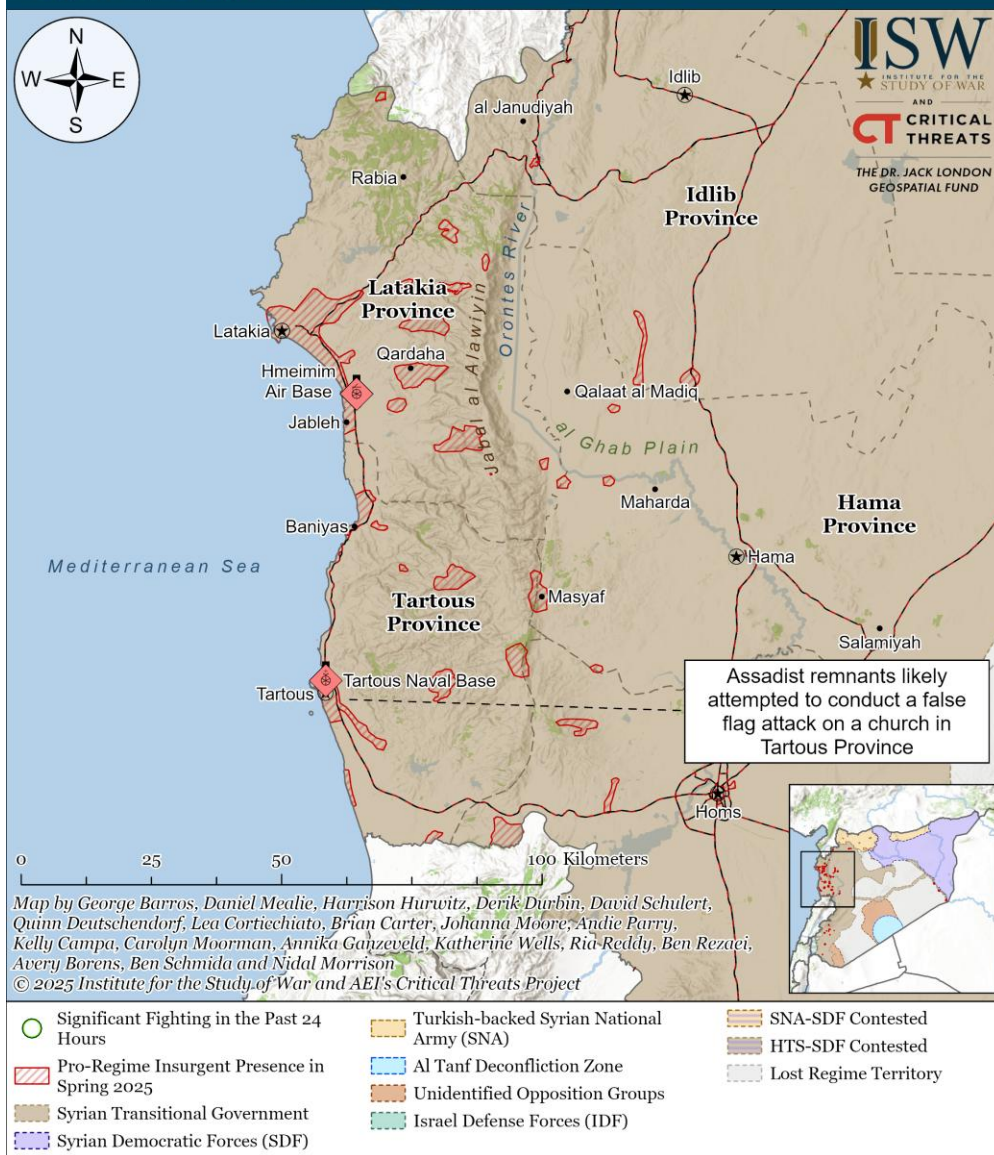 N
W
E
S
ISW
INSTITUTE FOR THE
STUDY OF WAR
AND
CT CRITICAL
THREATS
THE DR. JACK LONDON
GEOSPATIAL FUND
Idlib
al Janudiyah
Rabia
Idlib
Province
Orontes River
Latakia
Province
Jabal al Alawiyin
Latakia
Qardaha
Hmeimim
Air Base
Qalaat al Madiq
Jableh
al Ghab Plain
Maharda
Hama
Province
Baniyas
Hama
Mediterranean Sea
Masyaf
Tartous
Province
Salamiyah
Tartous Naval Base
Tartous
Assadist remnants likely
attempted to conduct a false
flag attack on a church in
Tartous Province
Homs
0 25 50 100 Kilometers
Map by George Barros, Daniel Mealie, Harrison Hurwitz, Derik Durbin, David Schulert,
Quinn Deutschendorf, Lea Corticchiato, Brian Carter, Johanna Moore, Andie Parry,
Kelly Campa, Carolyn Moorman, Annika Ganzeveld, Katherine Wells, Ria Reddy, Ben Rezaei,
Avery Borens, Ben Schmida and Nidal Morrison
© 2025 Institute for the Study of War and AEI's Critical Threats Project
Significant Fighting in the Past 24
Hours
Pro-Regime Insurgent Presence in
Spring 2025
Syrian Transitional Government
Syrian Democratic Forces (SDF)
Turkish-backed Syrian National
Army (SNA)
Al Tanf Deconfliction Zone
Unidentified Opposition Groups
Israel Defense Forces (IDF)
SNA-SDF Contested
HTS-SDF Contested
Lost Regime Territory